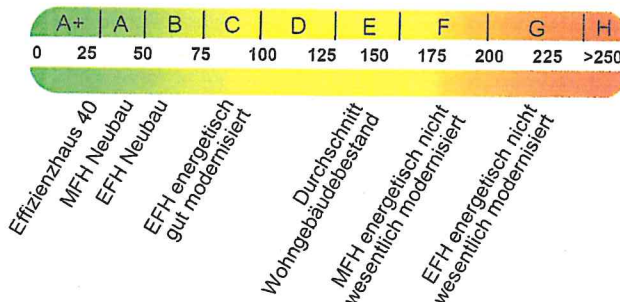 A+ A B C D E F G H
0 25 50 75 100 125 150 175 200 225 >250
Effizienzhaus 40
MFH Neubau
EFH Neubau
EFH energetisch
gut modernisiert
Durchschnitt
Wohngebäudebestand
MFH energetisch nicht
wesentlich modernisiert
EFH energetisch nicht
wesentlich modernisiert